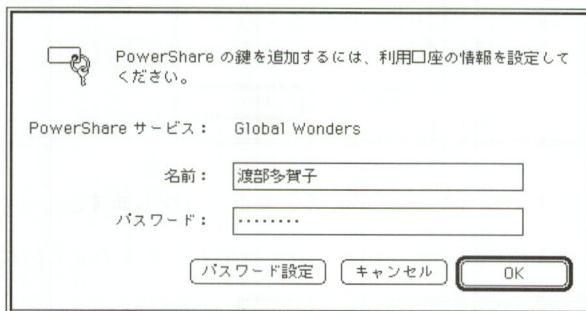 PowerShare の鍵を追加するには、利用口座の情報を設定して
ください。
PowerShare サービス： Global Wonders
名前： 渡部多賀子
パスワード： ········
パスワード設定 キャンセル OK